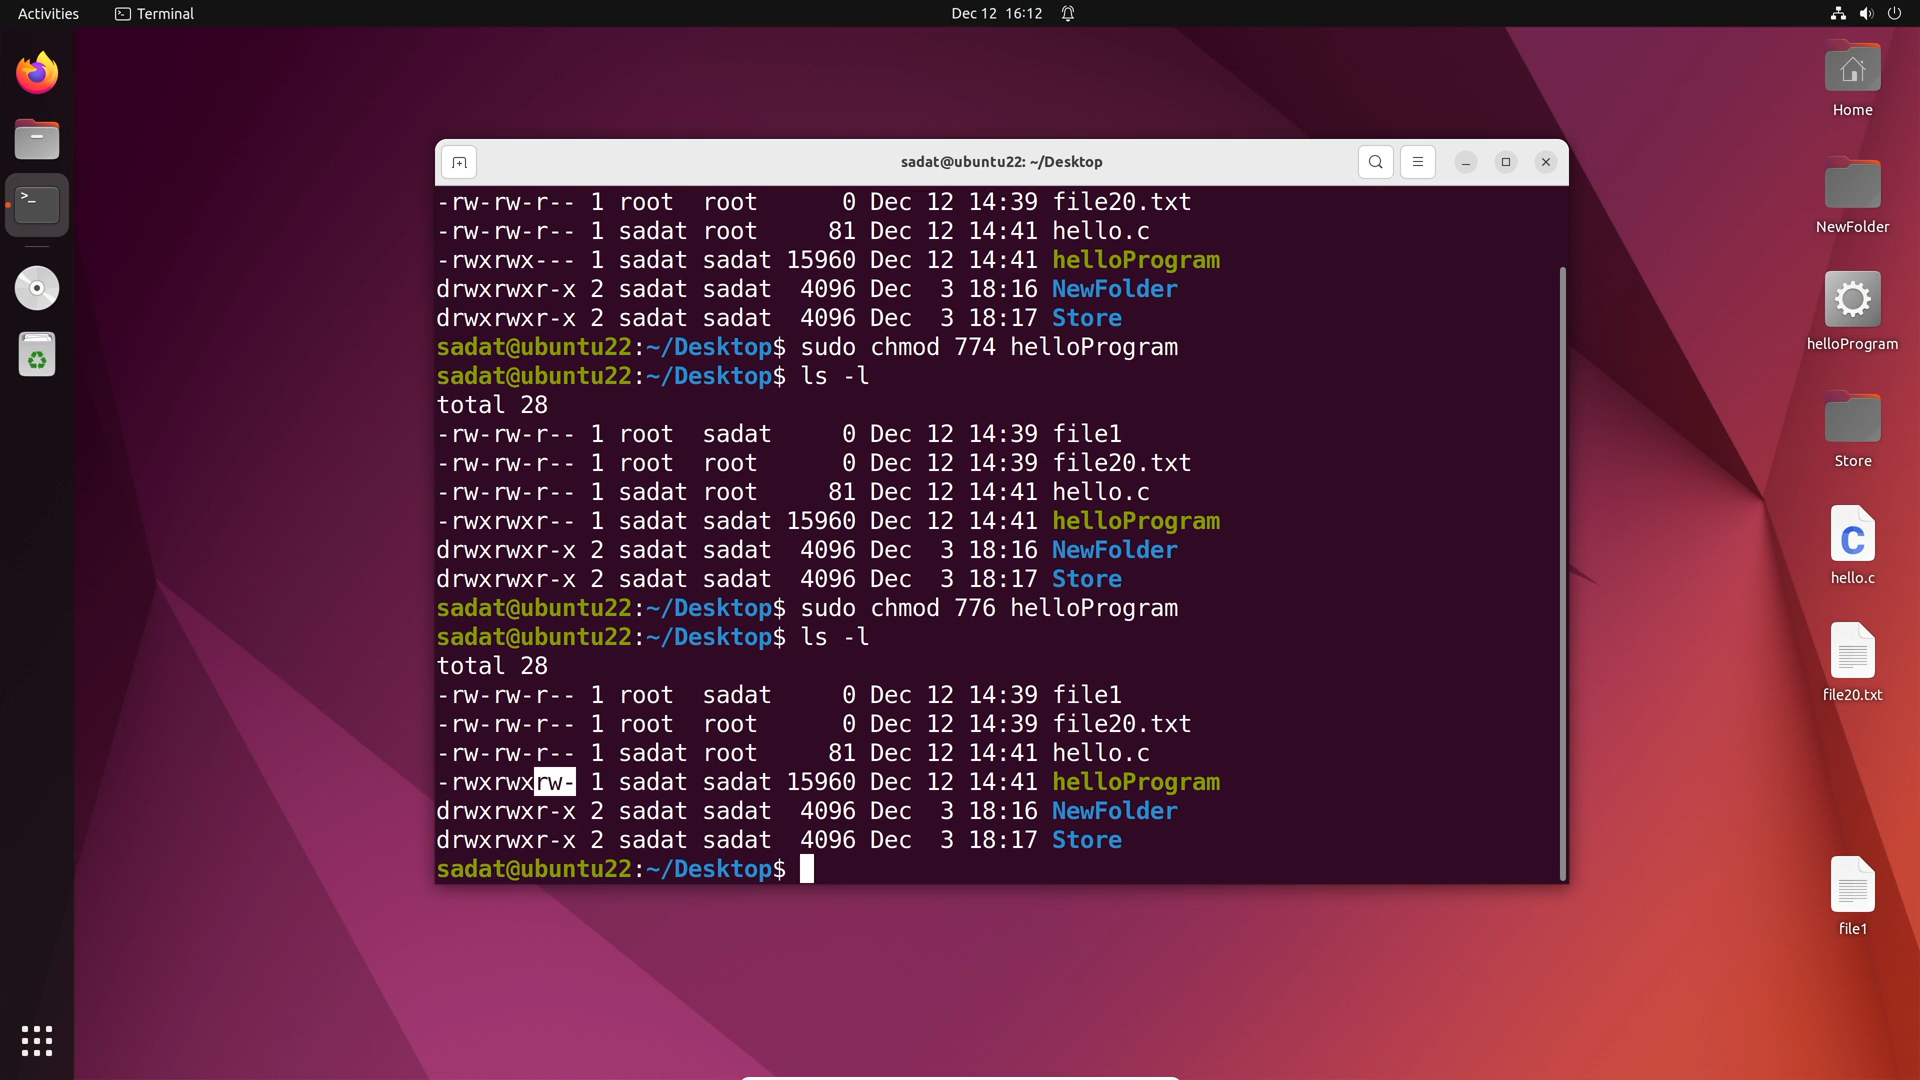 Activities Terminal Dec 12 16:12
sadat@ubuntu22: ~/Desktop
-rw-rw-r-- 1 root  root      0 Dec 12 14:39 file20.txt
-rw-rw-r-- 1 sadat root     81 Dec 12 14:41 hello.c
-rwxrwx--- 1 sadat sadat 15960 Dec 12 14:41 helloProgram
drwxrwxr-x 2 sadat sadat  4096 Dec  3 18:16 NewFolder
drwxrwxr-x 2 sadat sadat  4096 Dec  3 18:17 Store
sadat@ubuntu22:~/Desktop$ sudo chmod 774 helloProgram
sadat@ubuntu22:~/Desktop$ ls -l
total 28
-rw-rw-r-- 1 root  sadat     0 Dec 12 14:39 file1
-rw-rw-r-- 1 root  root      0 Dec 12 14:39 file20.txt
-rw-rw-r-- 1 sadat root     81 Dec 12 14:41 hello.c
-rwxrwxr-- 1 sadat sadat 15960 Dec 12 14:41 helloProgram
drwxrwxr-x 2 sadat sadat  4096 Dec  3 18:16 NewFolder
drwxrwxr-x 2 sadat sadat  4096 Dec  3 18:17 Store
sadat@ubuntu22:~/Desktop$ sudo chmod 776 helloProgram
sadat@ubuntu22:~/Desktop$ ls -l
total 28
-rw-rw-r-- 1 root  sadat     0 Dec 12 14:39 file1
-rw-rw-r-- 1 root  root      0 Dec 12 14:39 file20.txt
-rw-rw-r-- 1 sadat root     81 Dec 12 14:41 hello.c
-rwxrwxrw- 1 sadat sadat 15960 Dec 12 14:41 helloProgram
drwxrwxr-x 2 sadat sadat  4096 Dec  3 18:16 NewFolder
drwxrwxr-x 2 sadat sadat  4096 Dec  3 18:17 Store
sadat@ubuntu22:~/Desktop$
Home
NewFolder
helloProgram
Store
C
hello.c
file20.txt
file1